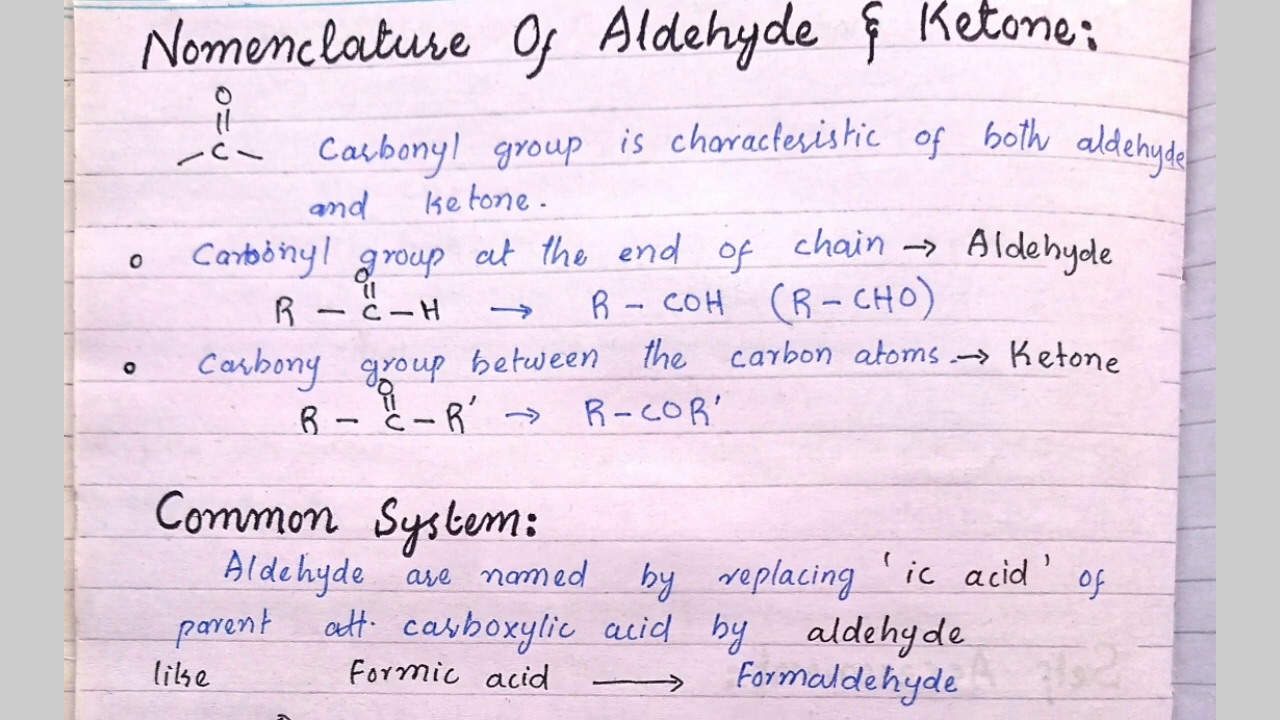 Nomenclature Of Aldehyde & Ketone:
O
||
–C– Carbonyl group is characteristic of both aldehyde
and ketone.
o Carbonyl group at the end of chain → Aldehyde
O
||
R – C – H → R – COH (R – CHO)
o Carbony group between the carbon atoms → Ketone
O
||
R – C – R' → R – COR'
Common System:
Aldehyde are named by replacing 'ic acid' of
parent carboxylic acid by aldehyde
like Formic acid → Formaldehyde